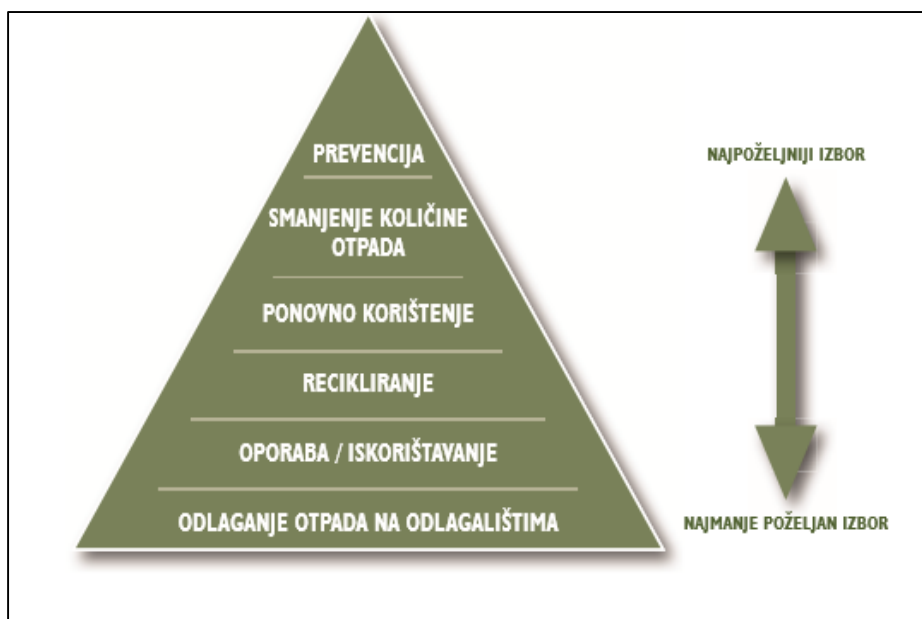 PREVENCIJA
SMANJENJE KOLIČINE
OTPADA
PONOVNO KORIŠTENJE
RECIKLIRANJE
OPORABA / ISKORIŠTAVANJE
ODLAGANJE OTPADA NA ODLAGALIŠTIMA
NAJPOŽELJNIJI IZBOR
NAJMANJE POŽELJAN IZBOR